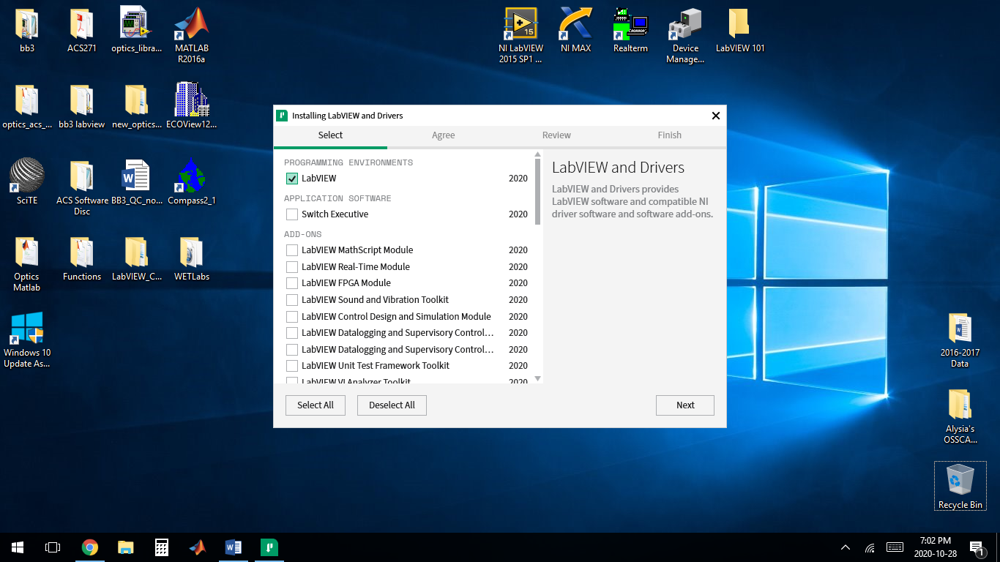 bb3
ACS271
optics_libra...
MATLAB
R2016a
NI LabVIEW
2015 SP1 ...
15
NI MAX
Realterm
Device
Manage...
LabVIEW 101
optics_acs_...
bb3 labview
new_optics...
ECOView12...
SciTE
ACS Software
Disc
BB3_QC_no...
Compass2_1
Optics
Matlab
Functions
LabVIEW_C...
WETLabs
Windows 10
Update As...
Installing LabVIEW and Drivers
Select
Agree
Review
Finish
PROGRAMMING ENVIRONMENTS
LabVIEW 2020
APPLICATION SOFTWARE
Switch Executive 2020
ADD-ONS
LabVIEW MathScript Module 2020
LabVIEW Real-Time Module 2020
LabVIEW FPGA Module 2020
LabVIEW Sound and Vibration Toolkit 2020
LabVIEW Control Design and Simulation Module 2020
LabVIEW Datalogging and Supervisory Control... 2020
LabVIEW Datalogging and Supervisory Control... 2020
LabVIEW Unit Test Framework Toolkit 2020
LabVIEW VI Analyzer Toolkit 2020
LabVIEW and Drivers
LabVIEW and Drivers provides
LabVIEW software and compatible NI
driver software and software add-ons.
Select All
Deselect All
Next
2016-2017
Data
Alysia's
OSSCA...
Recycle Bin
7:02 PM
2020-10-28
1